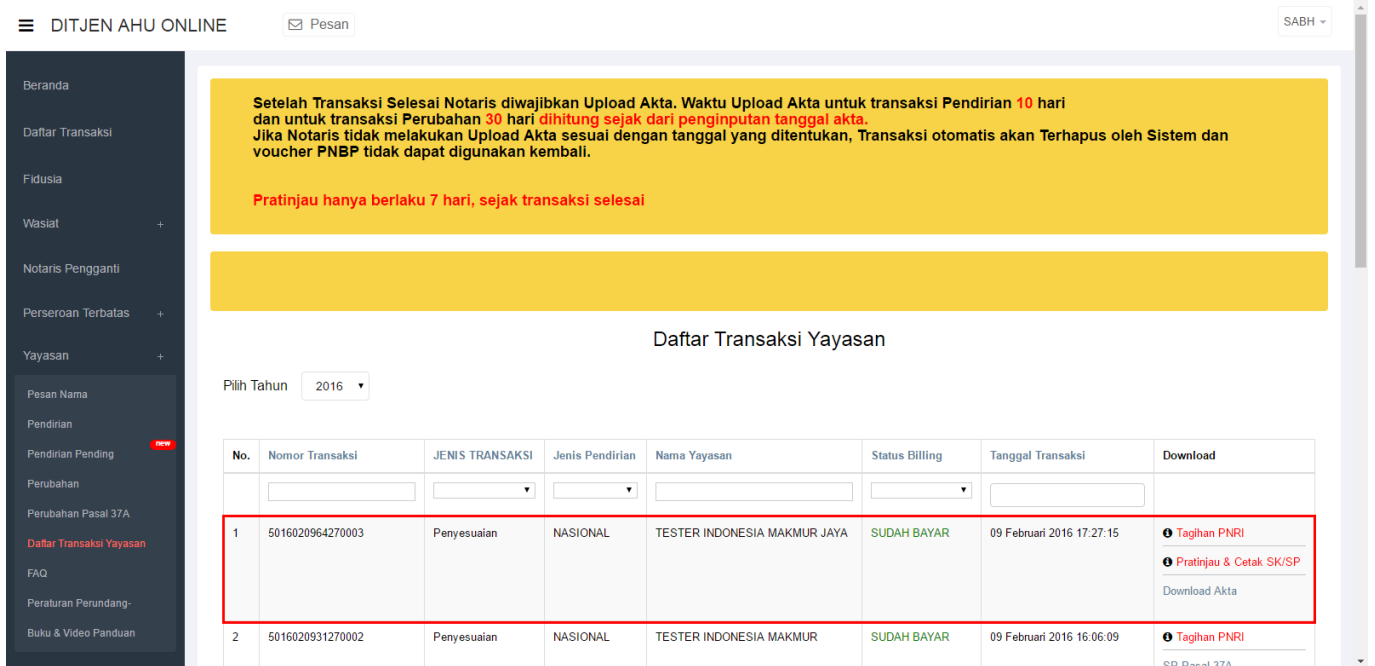 DITJEN AHU ONLINE
Pesan
SABH
Beranda
Daftar Transaksi
Fidusia
Wasiat +
Notaris Pengganti
Perseroan Terbatas +
Yayasan +
Pesan Nama
Pendirian
new
Pendirian Pending
Perubahan
Perubahan Pasal 37A
Daftar Transaksi Yayasan
FAQ
Peraturan Perundang-
Buku & Video Panduan
Setelah Transaksi Selesai Notaris diwajibkan Upload Akta. Waktu Upload Akta untuk transaksi Pendirian 10 hari
dan untuk transaksi Perubahan 30 hari dihitung sejak dari penginputan tanggal akta.
Jika Notaris tidak melakukan Upload Akta sesuai dengan tanggal yang ditentukan, Transaksi otomatis akan Terhapus oleh Sistem dan
voucher PNBP tidak dapat digunakan kembali.
Pratinjau hanya berlaku 7 hari, sejak transaksi selesai
Daftar Transaksi Yayasan
Pilih Tahun 2016
No. Nomor Transaksi JENIS TRANSAKSI Jenis Pendirian Nama Yayasan Status Billing Tanggal Transaksi Download
1 5016020964270003 Penyesuaian NASIONAL TESTER INDONESIA MAKMUR JAYA SUDAH BAYAR 09 Februari 2016 17:27:15 Tagihan PNRI
Pratinjau & Cetak SK/SP
Download Akta
2 5016020931270002 Penyesuaian NASIONAL TESTER INDONESIA MAKMUR SUDAH BAYAR 09 Februari 2016 16:06:09 Tagihan PNRI
SP Pasal 37A